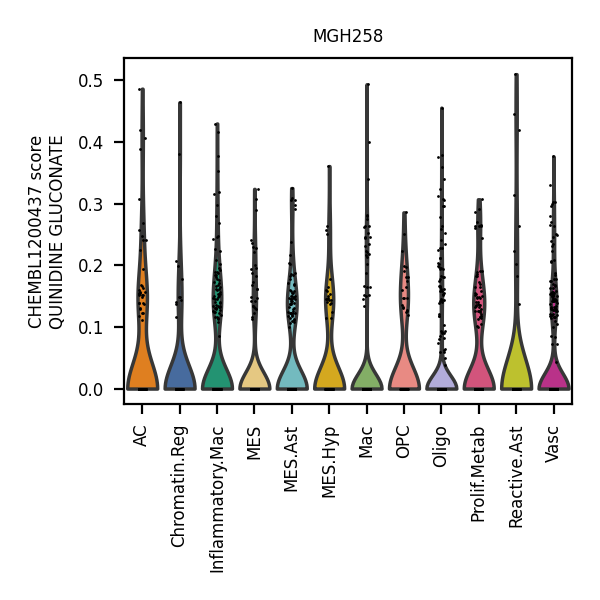 MGH258
CHEMBL1200437 score
QUINIDINE GLUCONATE
0.5
0.4
0.3
0.2
0.1
0.0
AC
Chromatin.Reg
Inflammatory.Mac
MES
MES.Ast
MES.Hyp
Mac
OPC
Oligo
Prolif.Metab
Reactive.Ast
Vasc